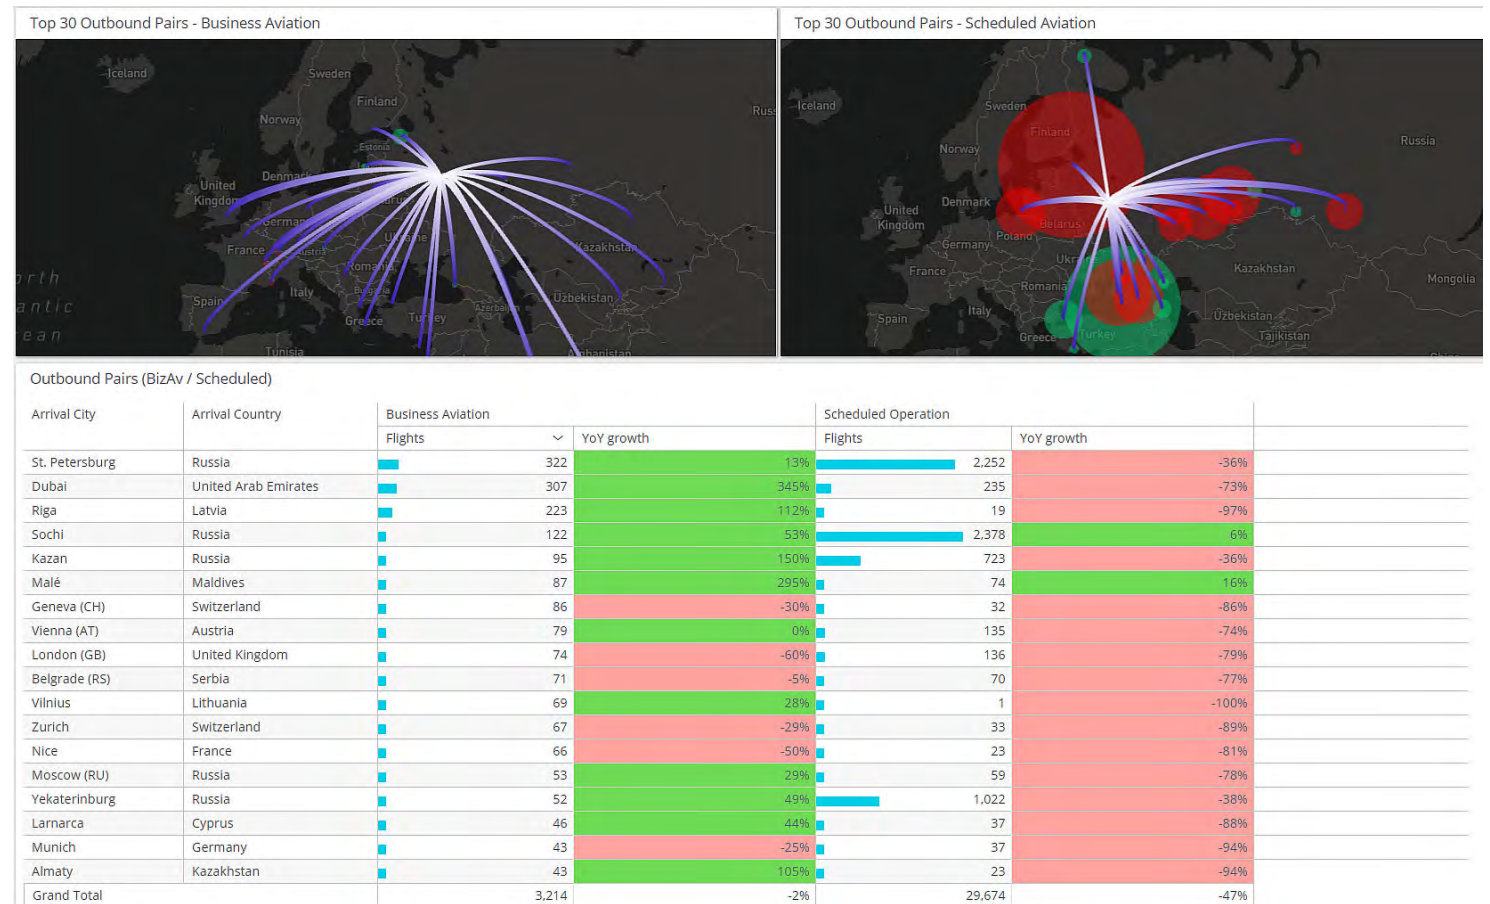 Top 30 Outbound Pairs - Business Aviation
Iceland
Sweden
Finland
Norway
Estonia
Denmark
United Kingdom
Germany
Ukraine
France
Austria
Kazakhstan
Romania
Spain
Italy
Bulgaria
Uzbekistan
Azerbaijan
Greece
Turkey
Tunisia
Afghanistan
Russ
orth
antic
ean
Top 30 Outbound Pairs - Scheduled Aviation
Iceland
Sweden
Finland
Norway
Russia
Denmark
United Kingdom
Belarus
Poland
Germany
Ukr
France
Kazakhstan
Romania
Mongolia
Spain
Italy
Uzbekistan
Greece
Turkey
Tajikistan
Outbound Pairs (BizAv / Scheduled)
Arrival City Arrival Country Business Aviation Scheduled Operation
Flights YoY growth Flights YoY growth
St. Petersburg Russia 322 13% 2,252 -36%
Dubai United Arab Emirates 307 345% 235 -73%
Riga Latvia 223 112% 19 -97%
Sochi Russia 122 53% 2,378 6%
Kazan Russia 95 150% 723 -36%
Malé Maldives 87 295% 74 16%
Geneva (CH) Switzerland 86 -30% 32 -86%
Vienna (AT) Austria 79 0% 135 -74%
London (GB) United Kingdom 74 -60% 136 -79%
Belgrade (RS) Serbia 71 -5% 70 -77%
Vilnius Lithuania 69 28% 1 -100%
Zurich Switzerland 67 -29% 33 -89%
Nice France 66 -50% 23 -81%
Moscow (RU) Russia 53 29% 59 -78%
Yekaterinburg Russia 52 49% 1,022 -38%
Larnarca Cyprus 46 44% 37 -88%
Munich Germany 43 -25% 37 -94%
Almaty Kazakhstan 43 105% 23 -94%
Grand Total 3,214 -2% 29,674 -47%